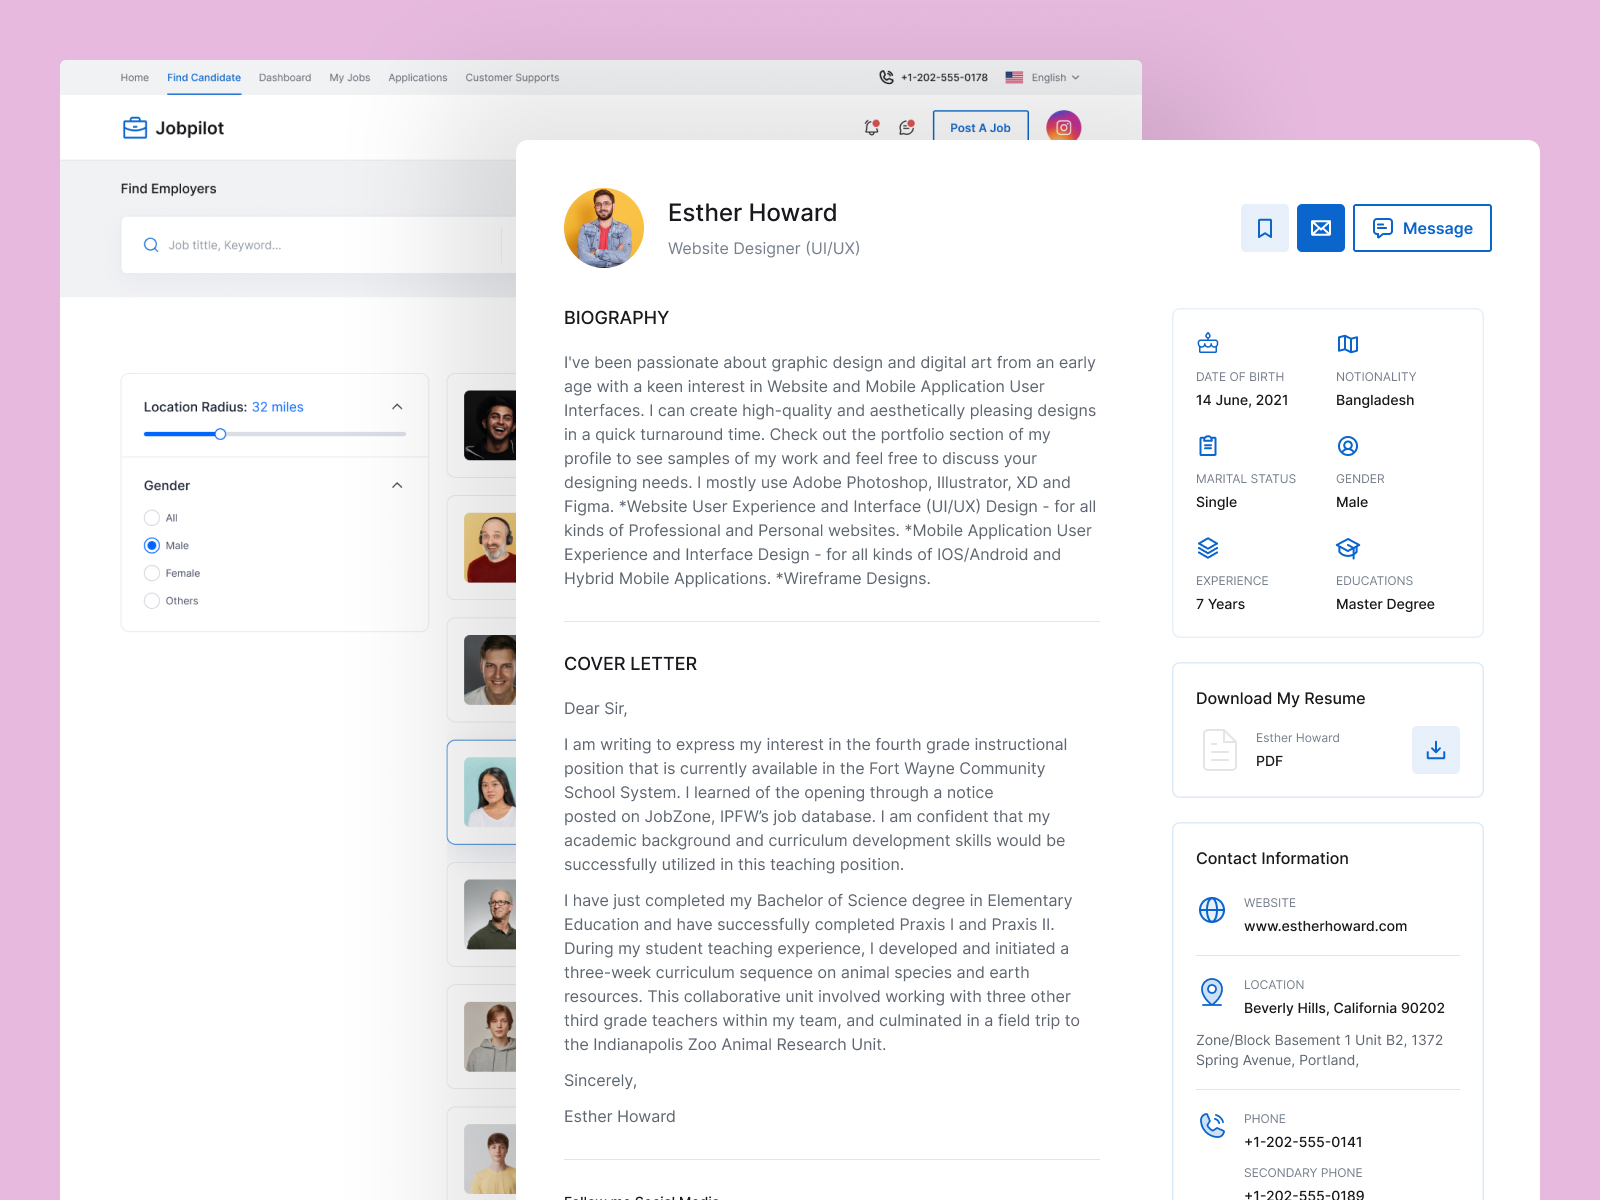 Home Find Candidate Dashboard My Jobs Applications Customer Supports
+1-202-555-0178 English
Jobpilot
Post A Job
Find Employers
Job tittle, Keyword...
Location Radius: 32 miles
Gender
All
Male
Female
Others
Esther Howard
Website Designer (UI/UX)
Message
BIOGRAPHY
I've been passionate about graphic design and digital art from an early
age with a keen interest in Website and Mobile Application User
Interfaces. I can create high-quality and aesthetically pleasing designs
in a quick turnaround time. Check out the portfolio section of my
profile to see samples of my work and feel free to discuss your
designing needs. I mostly use Adobe Photoshop, Illustrator, XD and
Figma. *Website User Experience and Interface (UI/UX) Design - for all
kinds of Professional and Personal websites. *Mobile Application User
Experience and Interface Design - for all kinds of IOS/Android and
Hybrid Mobile Applications. *Wireframe Designs.
COVER LETTER
Dear Sir,
I am writing to express my interest in the fourth grade instructional
position that is currently available in the Fort Wayne Community
School System. I learned of the opening through a notice
posted on JobZone, IPFW’s job database. I am confident that my
academic background and curriculum development skills would be
successfully utilized in this teaching position.
I have just completed my Bachelor of Science degree in Elementary
Education and have successfully completed Praxis I and Praxis II.
During my student teaching experience, I developed and initiated a
three-week curriculum sequence on animal species and earth
resources. This collaborative unit involved working with three other
third grade teachers within my team, and culminated in a field trip to
the Indianapolis Zoo Animal Research Unit.
Sincerely,
Esther Howard
Follow me Social Media
DATE OF BIRTH
14 June, 2021
NOTIONALITY
Bangladesh
MARITAL STATUS
Single
GENDER
Male
EXPERIENCE
7 Years
EDUCATIONS
Master Degree
Download My Resume
Esther Howard
PDF
Contact Information
WEBSITE
www.estherhoward.com
LOCATION
Beverly Hills, California 90202
Zone/Block Basement 1 Unit B2, 1372
Spring Avenue, Portland,
PHONE
+1-202-555-0141
SECONDARY PHONE
+1-202-555-0189